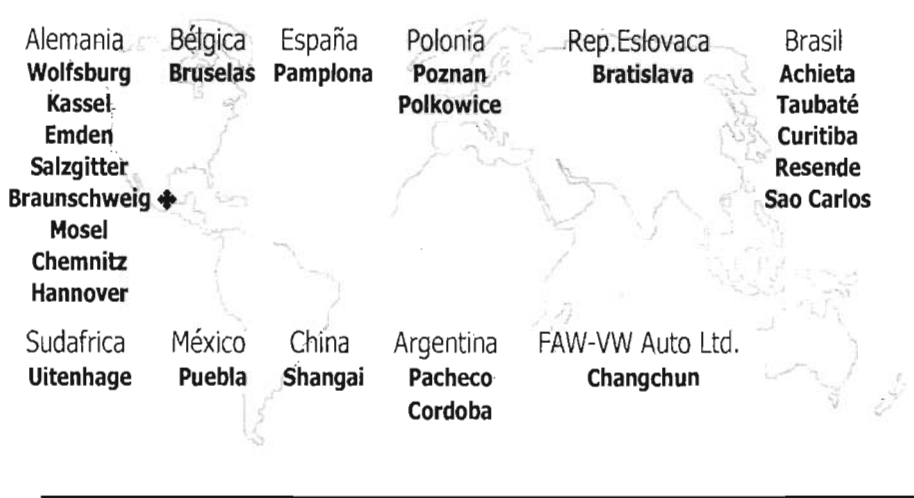 Alemania
Wolfsburg
Kassel
Emden
Salzgitter
Braunschweig
Mosel
Chemnitz
Hannover
Bélgica
Bruselas
España
Pamplona
Polonia
Poznan
Polkowice
Rep.Eslovaca
Bratislava
Brasil
Achieta
Taubaté
Curitiba
Resende
Sao Carlos
Sudafrica
Uitenhage
México
Puebla
China
Shangai
Argentina
Pacheco
Cordoba
FAW-VW Auto Ltd.
Changchun